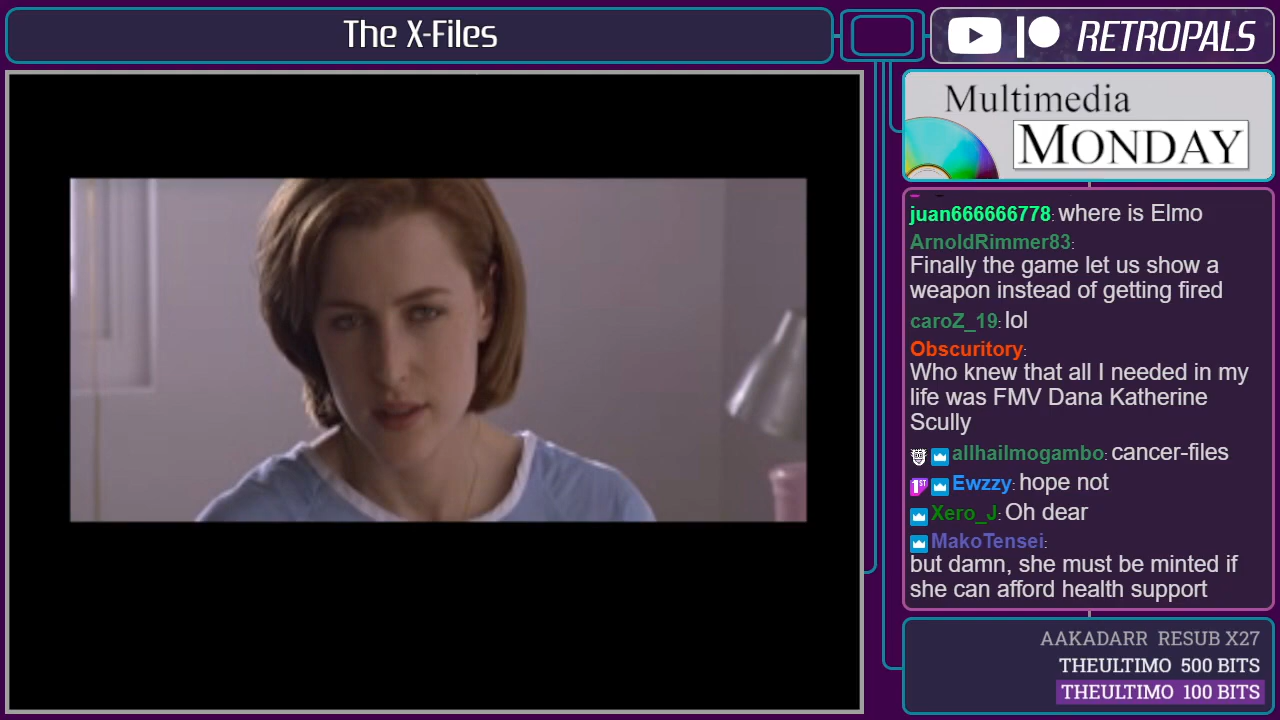 The X-Files
RETROPALS
Multimedia
MONDAY
juan666666778: where is Elmo
ArnoldRimmer83:
Finally the game let us show a
weapon instead of getting fired
caroZ_19: lol
Obscuritory:
Who knew that all I needed in my
life was FMV Dana Katherine
Scully
allhailmogambo: cancer-files
1ST Ewzzy: hope not
Xero_J: Oh dear
MakoTensei:
but damn, she must be minted if
she can afford health support
AAKADARR RESUB X27
THEULTIMO 500 BITS
THEULTIMO 100 BITS